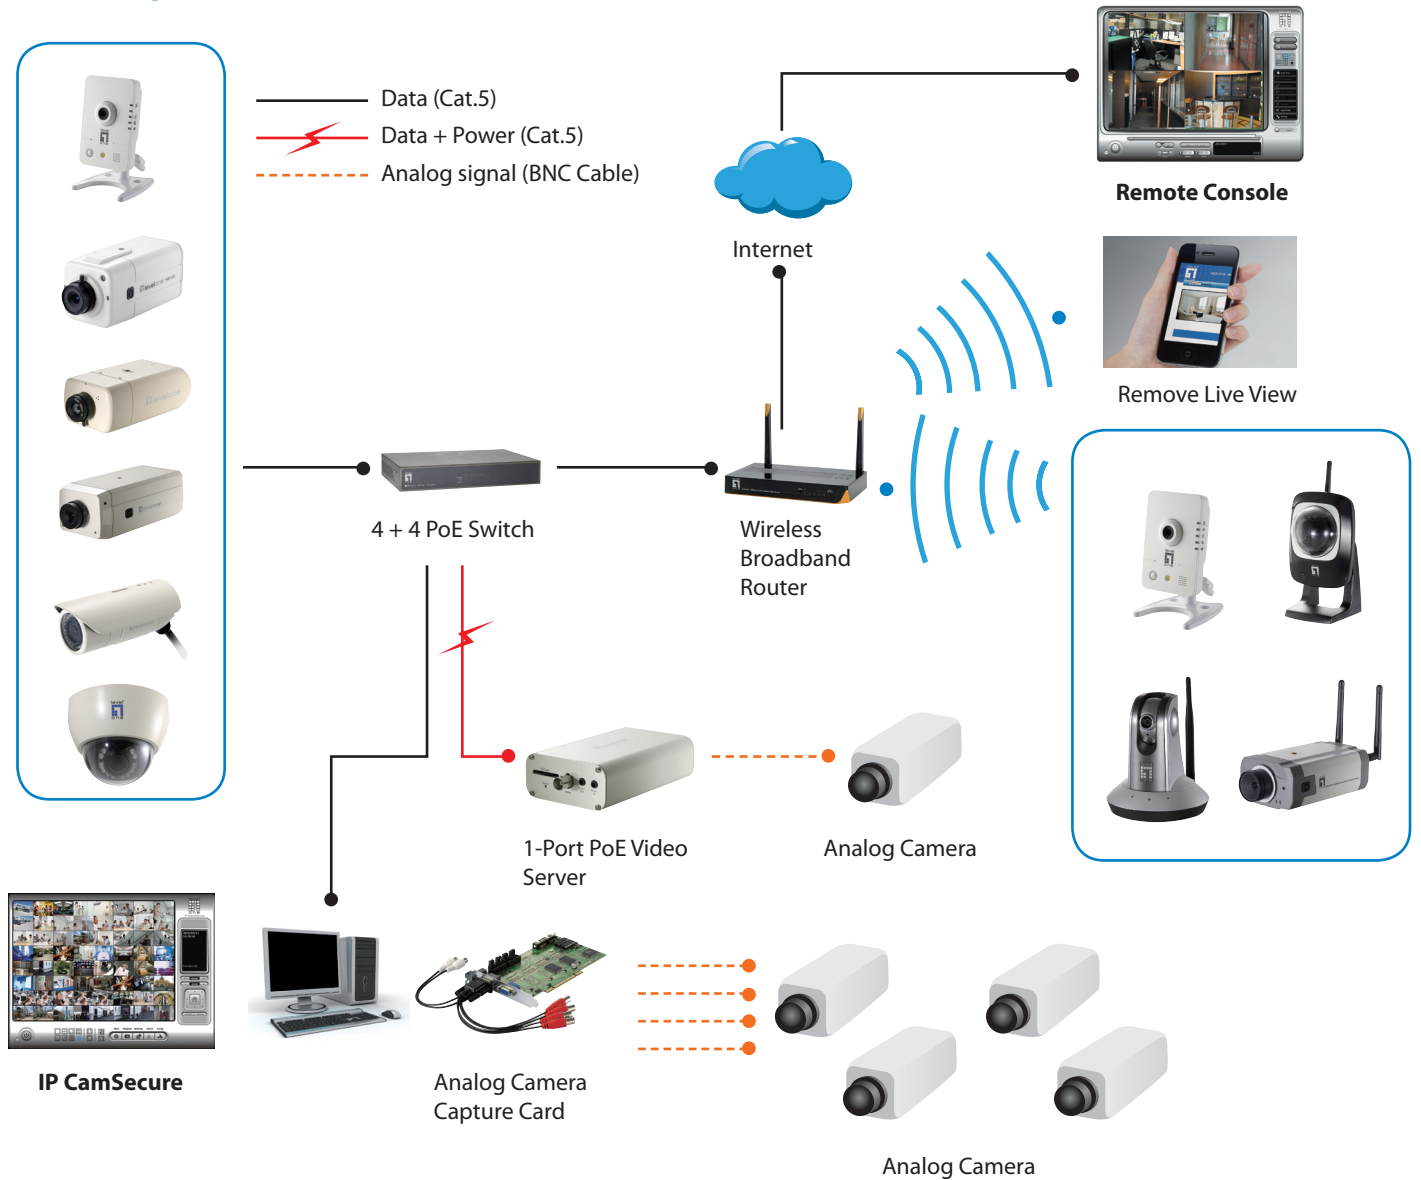 Data (Cat.5)
Data + Power (Cat.5)
Analog signal (BNC Cable)
Internet
Remote Console
Remove Live View
4 + 4 PoE Switch
Wireless
Broadband
Router
1-Port PoE Video
Server
Analog Camera
IP CamSecure
Analog Camera
Capture Card
Analog Camera